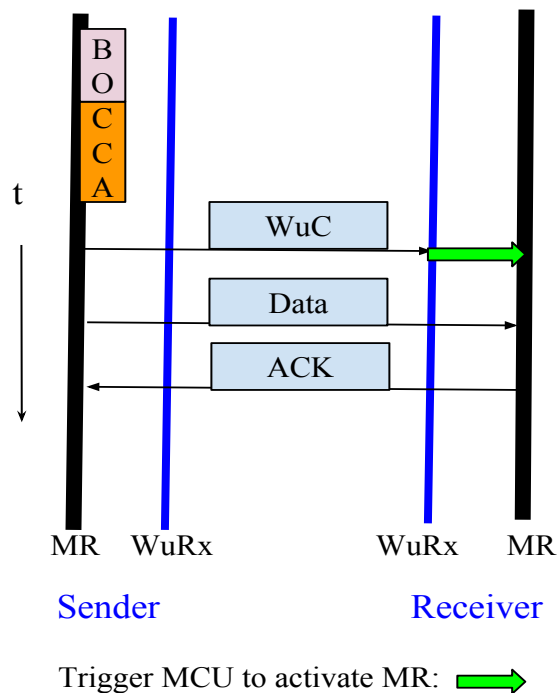 B
O
C
C
A
t
WuC
Data
ACK
MR WuRx WuRx MR
Sender Receiver
Trigger MCU to activate MR: